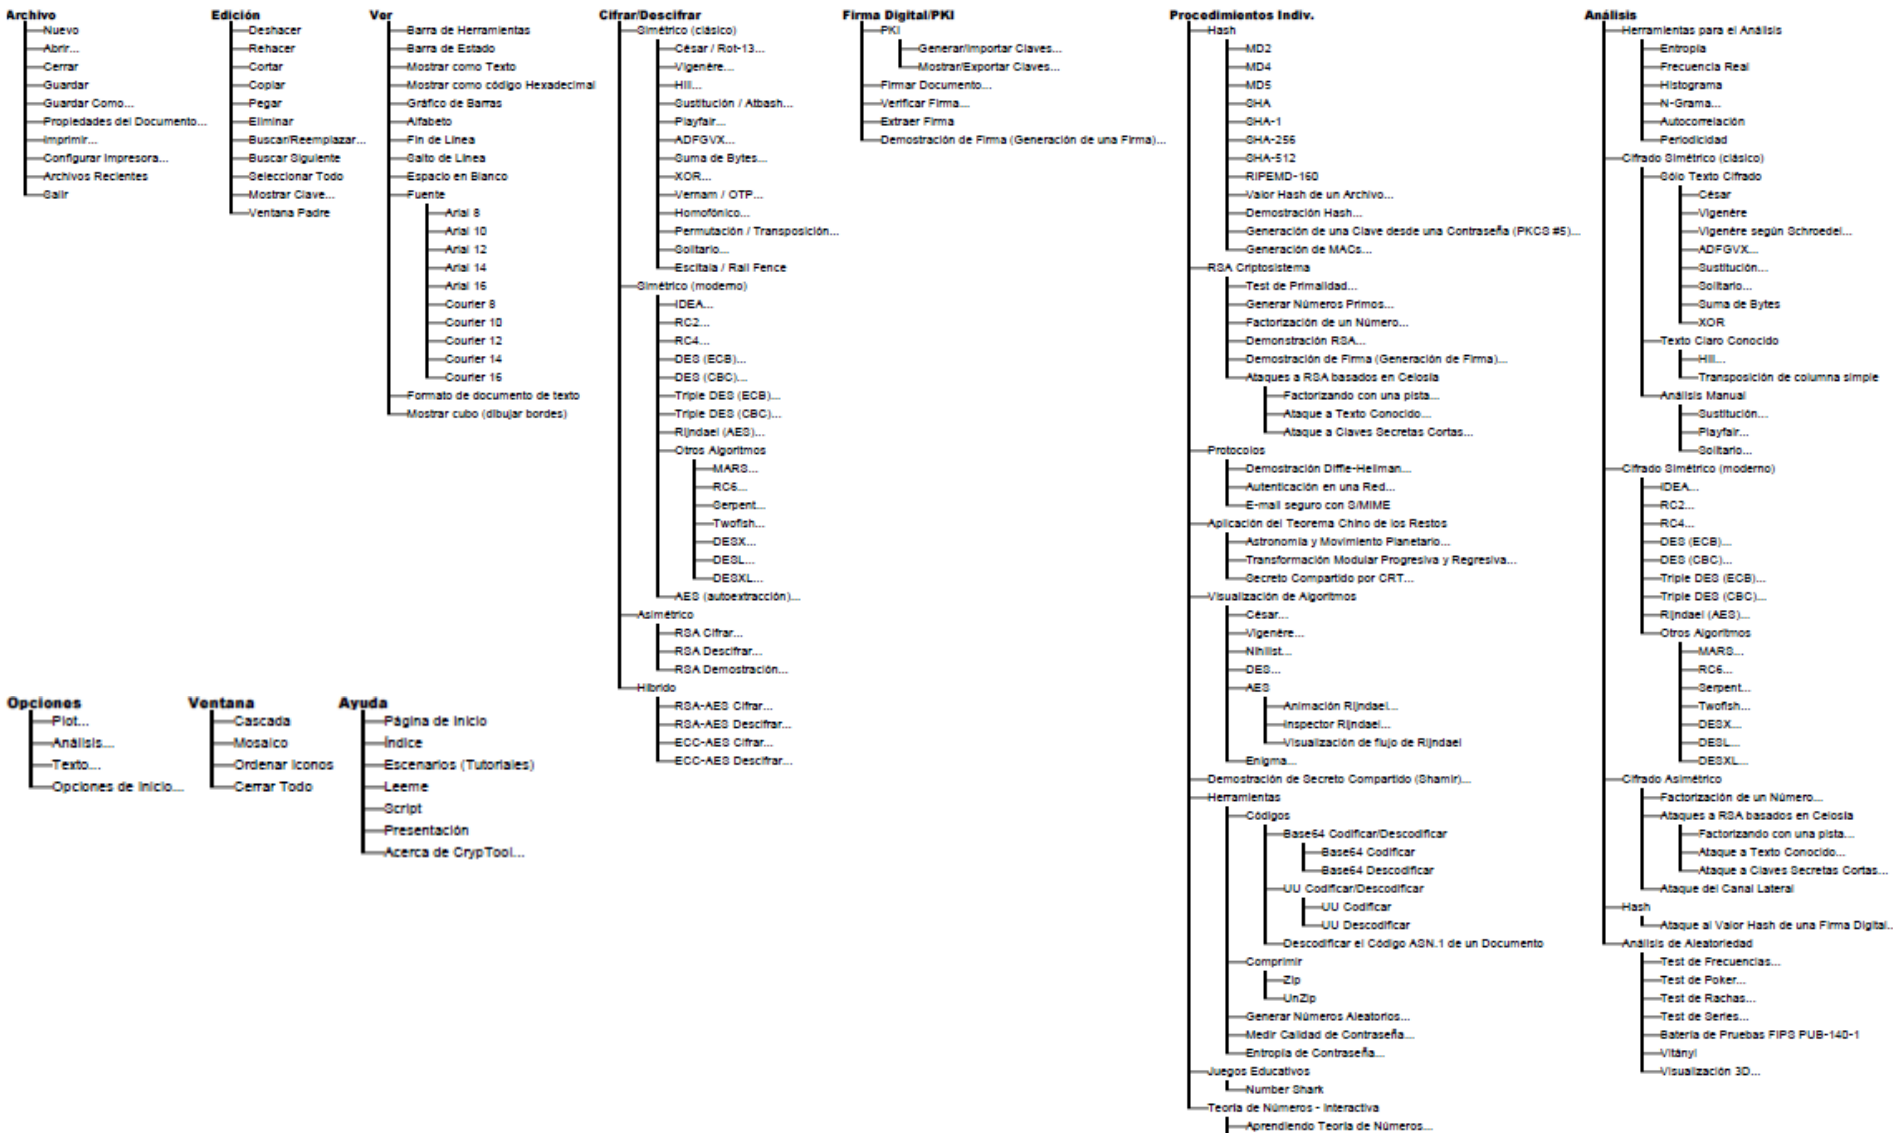 Archivo
Nuevo
Abrir...
Cerrar
Guardar
Guardar Como...
Propiedades del Documento...
Imprimir...
Configurar Impresora...
Archivos Recientes
Salir
Edición
Deshacer
Rehacer
Cortar
Copiar
Pegar
Eliminar
Buscar/Reemplazar...
Buscar Siguiente
Seleccionar Todo
Mostrar Clave...
Ventana Padre
Ver
Barra de Herramientas
Barra de Estado
Mostrar como Texto
Mostrar como código Hexadecimal
Gráfico de Barras
Alfabeto
Fin de Línea
Salto de Línea
Espacio en Blanco
Fuente
Arial 8
Arial 10
Arial 12
Arial 14
Arial 16
Courier 8
Courier 10
Courier 12
Courier 14
Courier 16
Formato de documento de texto
Mostrar cubo (dibujar bordes)
Cifrar/Descifrar
Simétrico (clásico)
César / Rot-13...
Vigenère...
Hill...
Sustitución / Atbash...
Playfair...
ADFGVX...
Suma de Bytes...
XOR...
Vernam / OTP...
Homofónico...
Permutación / Transposición...
Solitario...
Escítala / Rail Fence
Simétrico (moderno)
IDEA...
RC2...
RC4...
DES (ECB)...
DES (CBC)...
Triple DES (ECB)...
Triple DES (CBC)...
Rijndael (AES)...
Otros Algoritmos
MARS...
RC6...
Serpent...
Twofish...
DESX...
DESL...
DESXL...
AES (autoextracción)...
Asimétrico
RSA Cifrar...
RSA Descifrar...
RSA Demostración...
Híbrido
RSA-AES Cifrar...
RSA-AES Descifrar...
ECC-AES Cifrar...
ECC-AES Descifrar...
Firma Digital/PKI
PKI
Generar/Importar Claves...
Mostrar/Exportar Claves...
Firmar Documento...
Verificar Firma...
Extraer Firma
Demostración de Firma (Generación de una Firma)...
Procedimientos Indiv.
Hash
MD2
MD4
MD5
SHA
SHA-1
SHA-256
SHA-512
RIPEMD-160
Valor Hash de un Archivo...
Demostración Hash...
Generación de una Clave desde una Contraseña (PKCS #5)...
Generación de MACs...
RSA Criptosistema
Test de Primalidad...
Generar Números Primos...
Factorización de un Número...
Demonstración RSA...
Demostración de Firma (Generación de Firma)...
Ataques a RSA basados en Celosía
Factorizando con una pista...
Ataque a Texto Conocido...
Ataque a Claves Secretas Cortas...
Protocolos
Demostración Diffie-Hellman...
Autenticación en una Red...
E-mail seguro con S/MIME
Aplicación del Teorema Chino de los Restos
Astronomía y Movimiento Planetario...
Transformación Modular Progresiva y Regresiva...
Secreto Compartido por CRT...
Visualización de Algoritmos
César...
Vigenère...
Nihilist...
DES...
AES
Animación Rijndael...
Inspector Rijndael...
Visualización de flujo de Rijndael
Enigma...
Demostración de Secreto Compartido (Shamir)...
Herramientas
Códigos
Base64 Codificar/Descodificar
Base64 Codificar
Base64 Descodificar
UU Codificar/Descodificar
UU Codificar
UU Descodificar
Descodificar el Código ASN.1 de un Documento
Comprimir
Zip
UnZip
Generar Números Aleatorios...
Medir Calidad de Contraseña...
Entropía de Contraseña...
Juegos Educativos
Number Shark
Teoría de Números - Interactiva
Aprendiendo Teoría de Números...
Análisis
Herramientas para el Análisis
Entropía
Frecuencia Real
Histograma
N-Grama...
Autocorrelación
Periodicidad
Cifrado Simétrico (clásico)
Sólo Texto Cifrado
César
Vigenère
Vigenère según Schroedel...
ADFGVX...
Sustitución...
Solitario...
Suma de Bytes
XOR
Texto Claro Conocido
Hill...
Transposición de columna simple
Análisis Manual
Sustitución...
Playfair...
Solitario...
Cifrado Simétrico (moderno)
IDEA...
RC2...
RC4...
DES (ECB)...
DES (CBC)...
Triple DES (ECB)...
Triple DES (CBC)...
Rijndael (AES)...
Otros Algoritmos
MARS...
RC6...
Serpent...
Twofish...
DESX...
DESL...
DESXL...
Cifrado Asimétrico
Factorización de un Número...
Ataques a RSA basados en Celosía
Factorizando con una pista...
Ataque a Texto Conocido...
Ataque a Claves Secretas Cortas...
Ataque del Canal Lateral
Hash
Ataque al Valor Hash de una Firma Digital..
Análisis de Aleatoriedad
Test de Frecuencias...
Test de Poker...
Test de Rachas...
Test de Series...
Batería de Pruebas FIPS PUB-140-1
Vitányi
Visualización 3D...
Opciones
Plot...
Análisis...
Texto...
Opciones de Inicio...
Ventana
Cascada
Mosaico
Ordenar Iconos
Cerrar Todo
Ayuda
Página de Inicio
Índice
Escenarios (Tutoriales)
Leeme
Script
Presentación
Acerca de CrypTool...